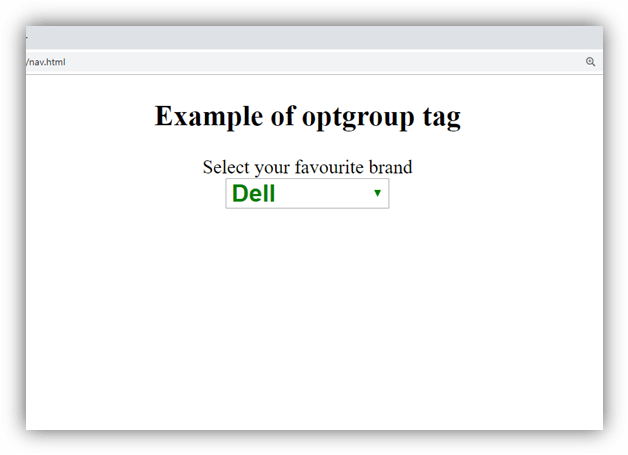 /nav.html
Example of optgroup tag
Select your favourite brand
Dell